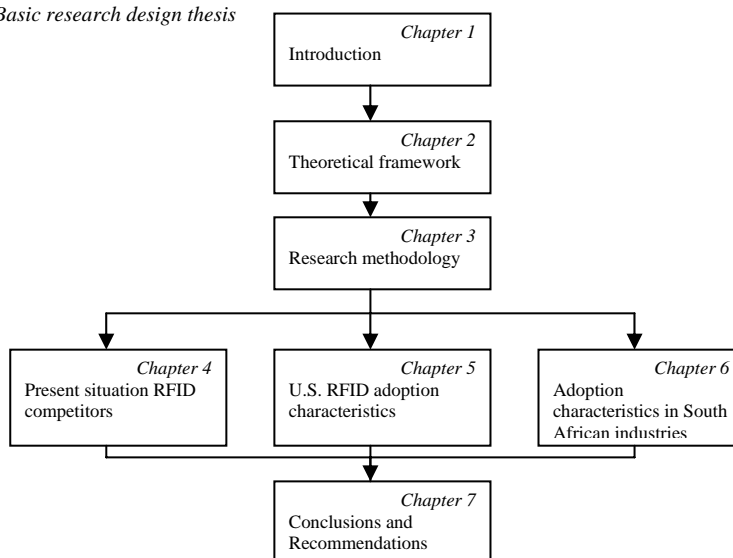 Basic research design thesis
Chapter 1
Introduction
Chapter 2
Theoretical framework
Chapter 3
Research methodology
Chapter 4
Present situation RFID
competitors
Chapter 5
U.S. RFID adoption
characteristics
Chapter 6
Adoption
characteristics in South
African industries
Chapter 7
Conclusions and
Recommendations